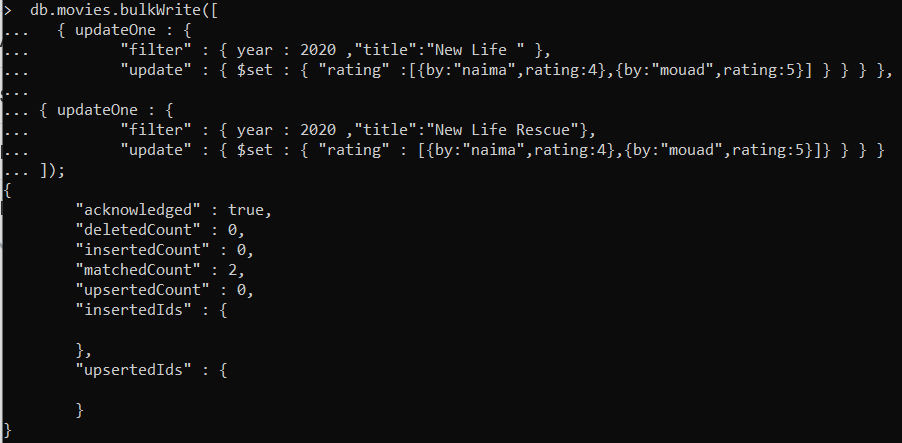 >  db.movies.bulkWrite([
...   { updateOne : {
...          "filter" : { year : 2020 ,"title":"New Life " },
...          "update" : { $set : { "rating" :[{by:"naima",rating:4},{by:"mouad",rating:5}] } } } },
...
... { updateOne : {
...          "filter" : { year : 2020 ,"title":"New Life Rescue"},
...          "update" : { $set : { "rating" : [{by:"naima",rating:4},{by:"mouad",rating:5}]} } } }
... ]);
{
        "acknowledged" : true,
        "deletedCount" : 0,
        "insertedCount" : 0,
        "matchedCount" : 2,
        "upsertedCount" : 0,
        "insertedIds" : {

        },
        "upsertedIds" : {

        }
}